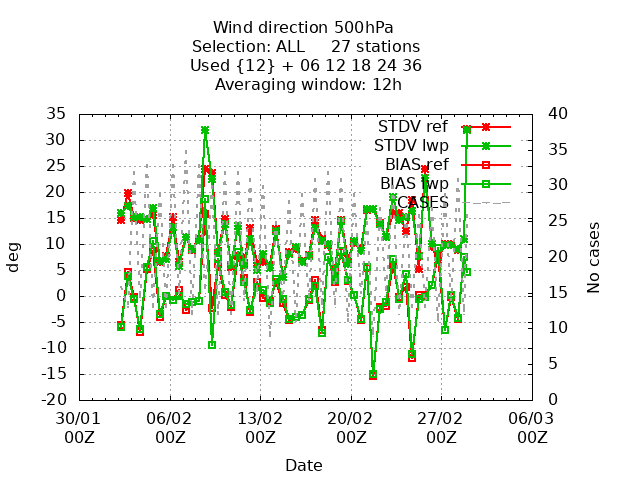 Wind direction 500hPa
Selection: ALL 27 stations
Used {12} + 06 12 18 24 36
Averaging window: 12h
35 40
30 35
25 30
20 25
15 20
10 15
5 10
0 5
-5 0
-10
-15
-20
STDV ref
STDV lwp
BIAS ref
BIAS lwp
CASES
deg
No cases
30/01 06/02 13/02 20/02 27/02 06/03
00Z 00Z 00Z 00Z 00Z 00Z
Date